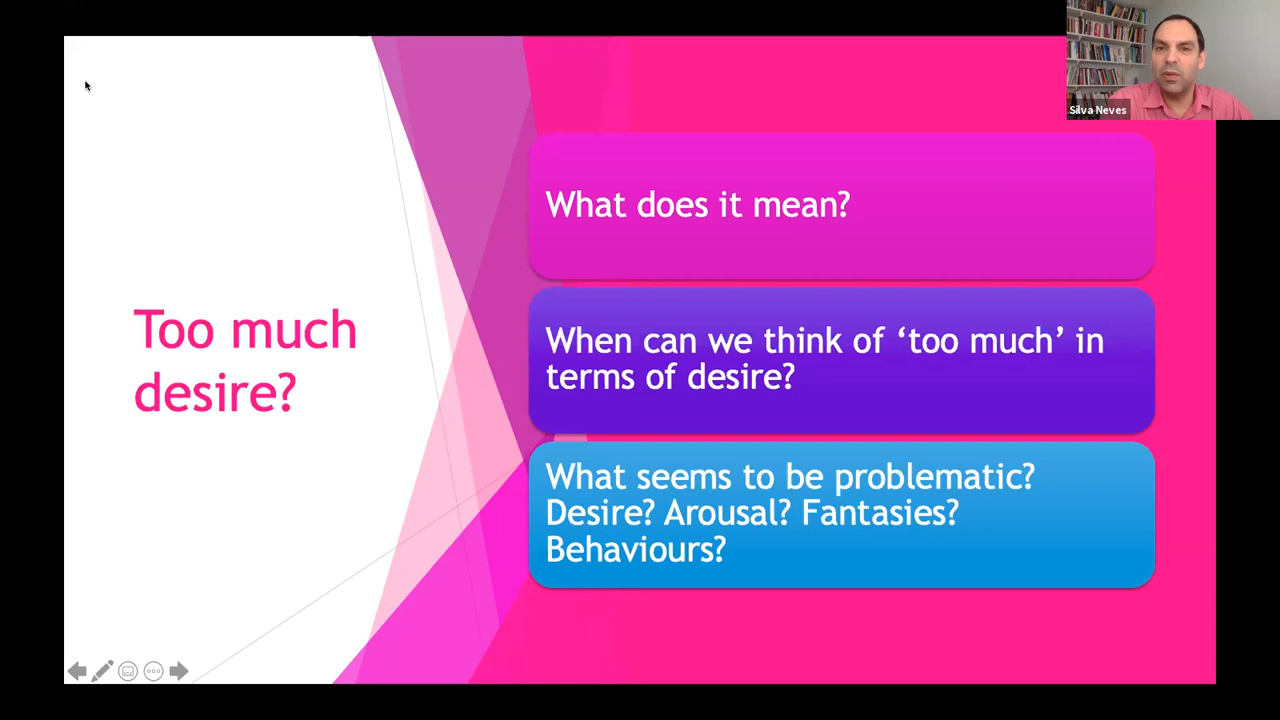 Silva Neves
Too much
desire?
What does it mean?
When can we think of ‘too much’ in
terms of desire?
What seems to be problematic?
Desire? Arousal? Fantasies?
Behaviours?